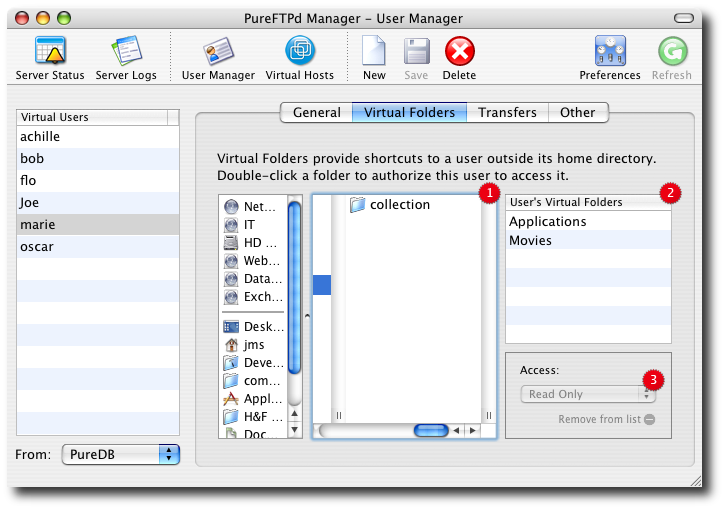 PureFTPd Manager – User Manager
Server Status Server Logs User Manager Virtual Hosts New Save Delete Preferences Refresh
General Virtual Folders Transfers Other
Virtual Users
achille
bob
flo
Joe
marie
oscar
From: PureDB
Virtual Folders provide shortcuts to a user outside its home directory.
Double-click a folder to authorize this user to access it.
Net...
IT
HD ...
Web...
Data...
Exch...
Desk...
jms
Deve...
com...
Appl...
H&F ...
Doc...
collection
1
User's Virtual Folders
2
Applications
Movies
Access:
Read Only
3
Remove from list